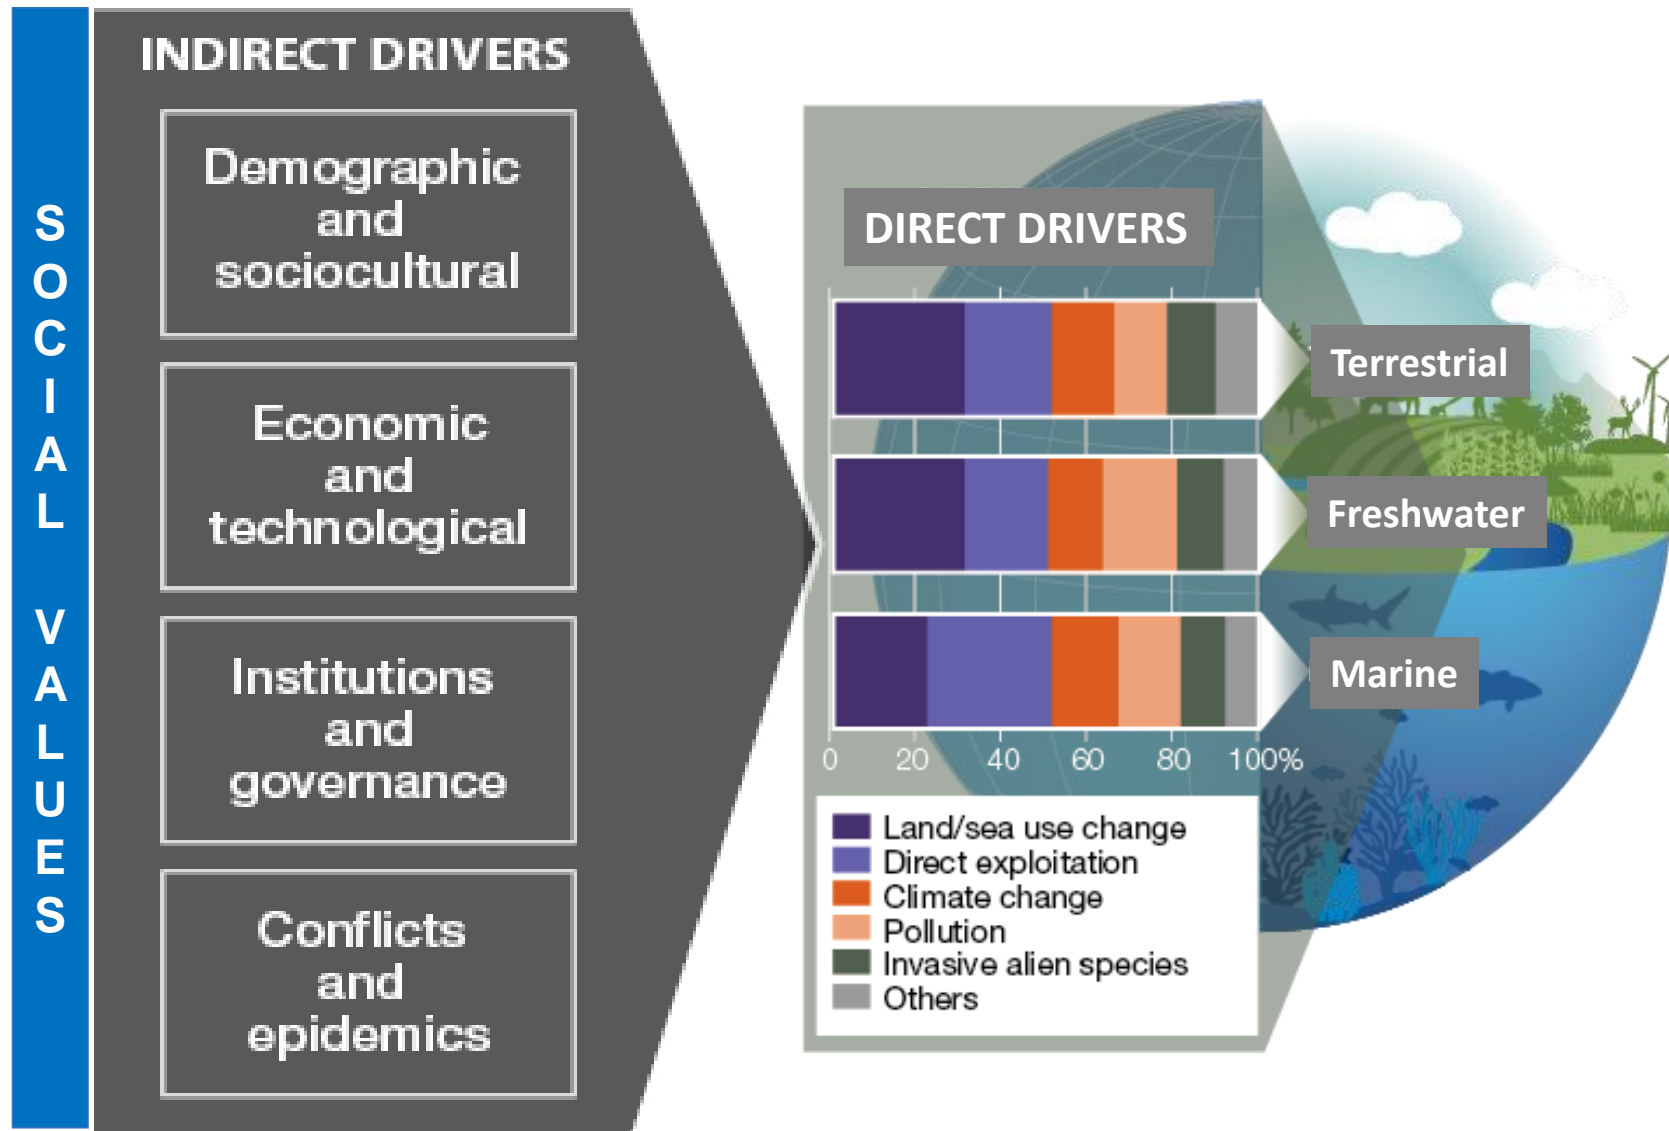 SOCIAL VALUES
INDIRECT DRIVERS
Demographic
and
sociocultural
Economic
and
technological
Institutions
and
governance
Conflicts
and
epidemics
DIRECT DRIVERS
Terrestrial
Freshwater
Marine
0 20 40 60 80 100%
Land/sea use change
Direct exploitation
Climate change
Pollution
Invasive alien species
Others